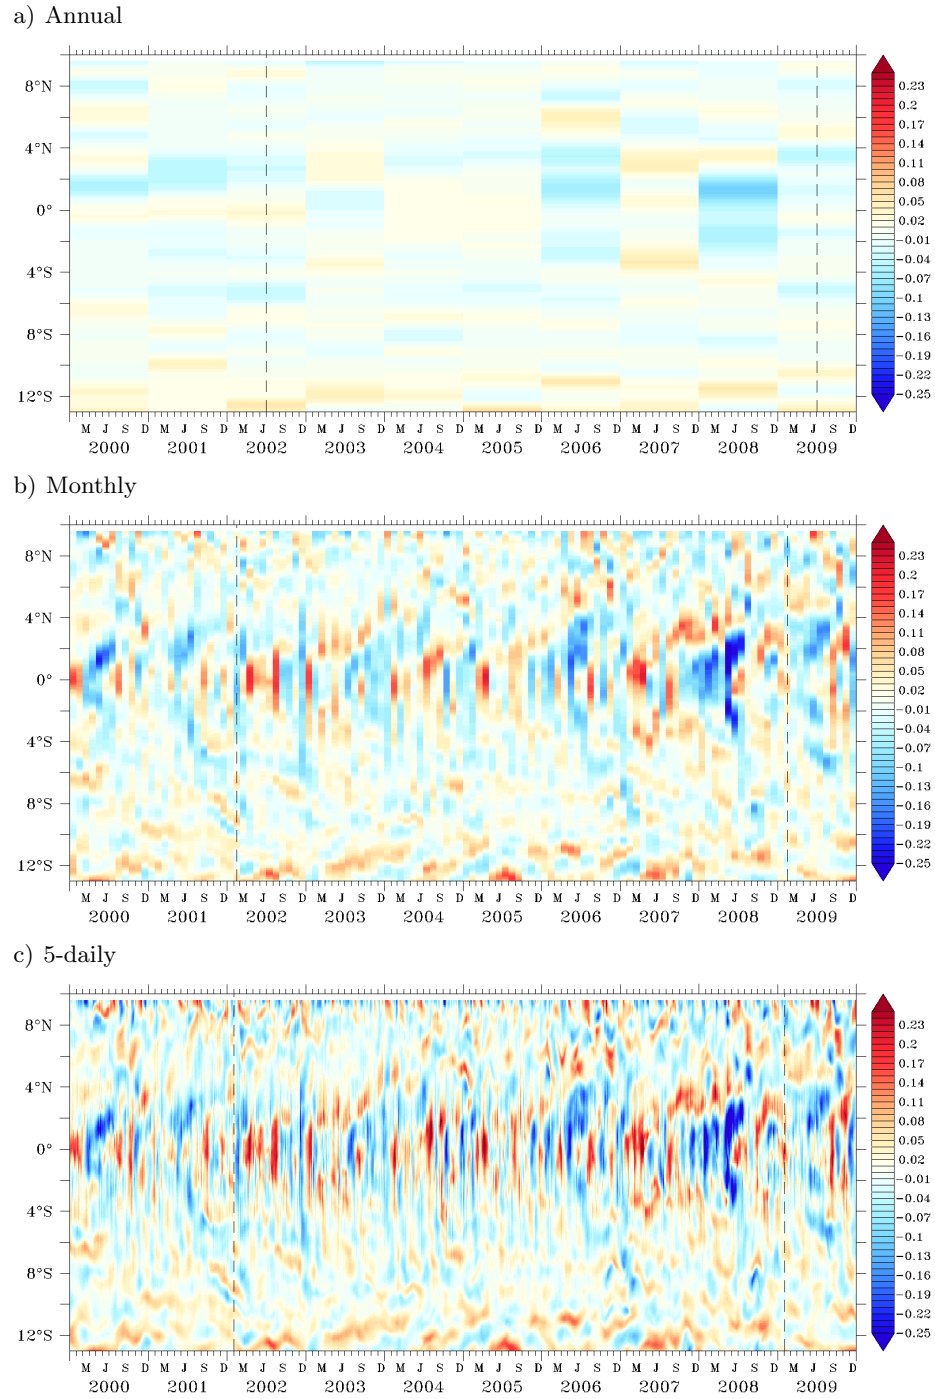 a) Annual
8°N
4°N
0°
4°S
8°S
12°S
M J S D M J S D M J S D M J S D M J S D M J S D M J S D M J S D M J S D M J S D
2000 2001 2002 2003 2004 2005 2006 2007 2008 2009
0.23
0.2
0.17
0.14
0.11
0.08
0.05
0.02
−0.01
−0.04
−0.07
−0.1
−0.13
−0.16
−0.19
−0.22
−0.25
b) Monthly
8°N
4°N
0°
4°S
8°S
12°S
M J S D M J S D M J S D M J S D M J S D M J S D M J S D M J S D M J S D M J S D
2000 2001 2002 2003 2004 2005 2006 2007 2008 2009
0.23
0.2
0.17
0.14
0.11
0.08
0.05
0.02
−0.01
−0.04
−0.07
−0.1
−0.13
−0.16
−0.19
−0.22
−0.25
c) 5-daily
8°N
4°N
0°
4°S
8°S
12°S
M J S D M J S D M J S D M J S D M J S D M J S D M J S D M J S D M J S D M J S D
2000 2001 2002 2003 2004 2005 2006 2007 2008 2009
0.23
0.2
0.17
0.14
0.11
0.08
0.05
0.02
−0.01
−0.04
−0.07
−0.1
−0.13
−0.16
−0.19
−0.22
−0.25